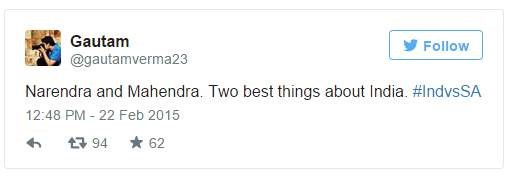 Gautam
@gautamverma23
Follow
Narendra and Mahendra. Two best things about India. #IndvsSA
12:48 PM - 22 Feb 2015
94 62